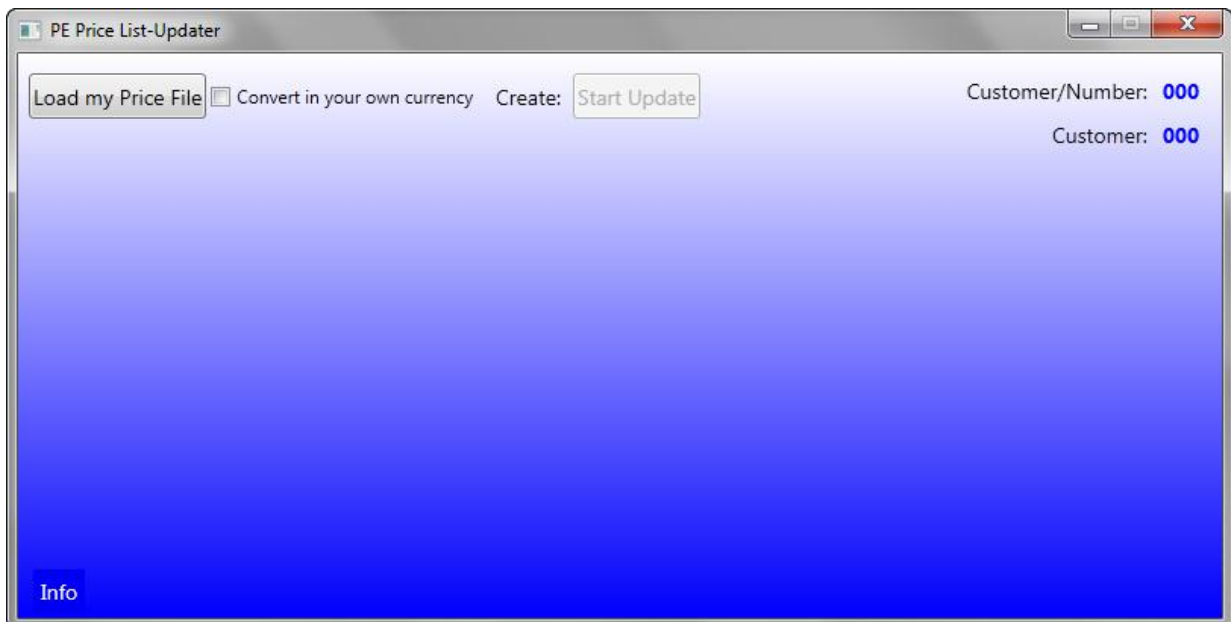 PE Price List-Updater
Load my Price File Convert in your own currency Create: Start Update Customer/Number: 000
Customer: 000
Info